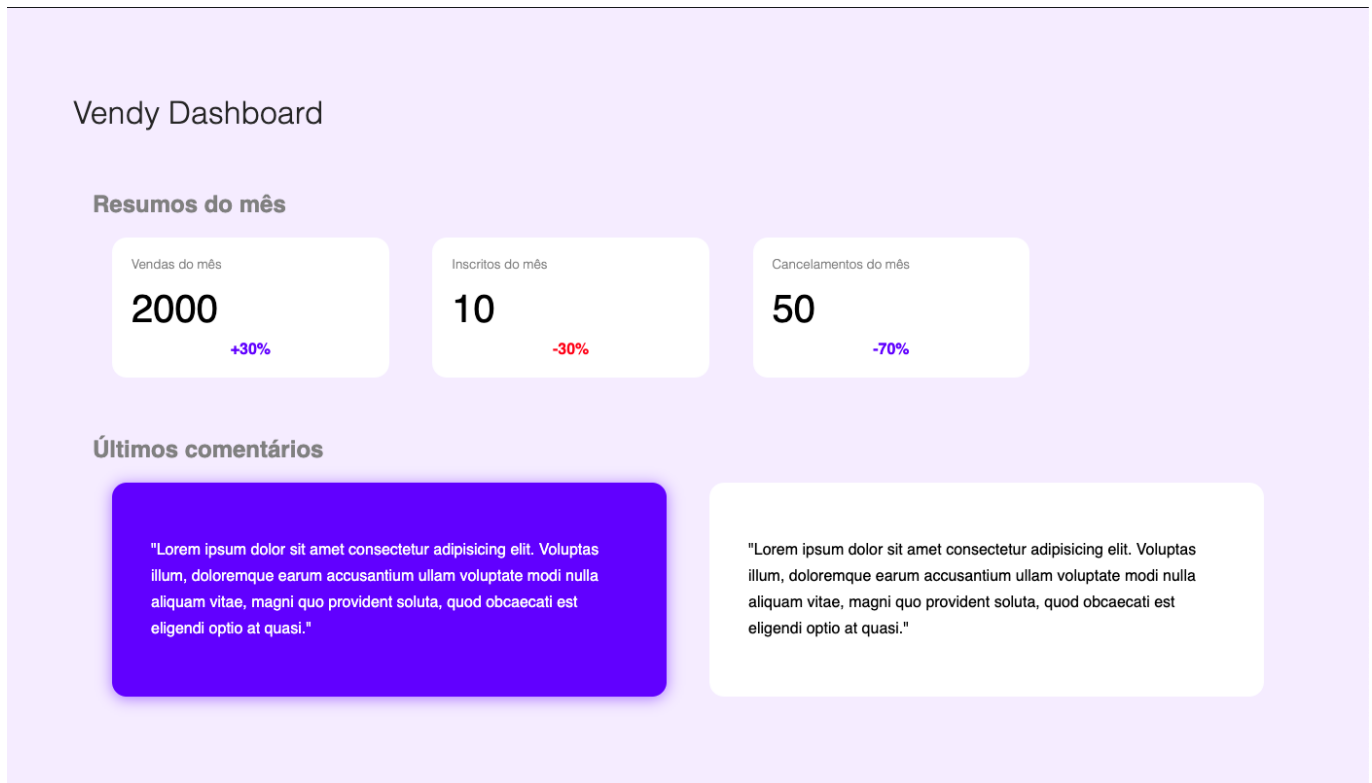 Vendy Dashboard
Resumos do mês
Vendas do mês
2000
+30%
Inscritos do mês
10
-30%
Cancelamentos do mês
50
-70%
Últimos comentários
"Lorem ipsum dolor sit amet consectetur adipisicing elit. Voluptas
illum, doloremque earum accusantium ullam voluptate modi nulla
aliquam vitae, magni quo provident soluta, quod obcaecati est
eligendi optio at quasi."
"Lorem ipsum dolor sit amet consectetur adipisicing elit. Voluptas
illum, doloremque earum accusantium ullam voluptate modi nulla
aliquam vitae, magni quo provident soluta, quod obcaecati est
eligendi optio at quasi."